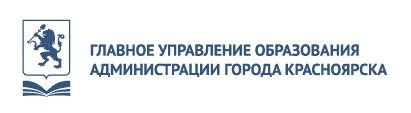 ГЛАВНОЕ УПРАВЛЕНИЕ ОБРАЗОВАНИЯ
АДМИНИСТРАЦИИ ГОРОДА КРАСНОЯРСКА